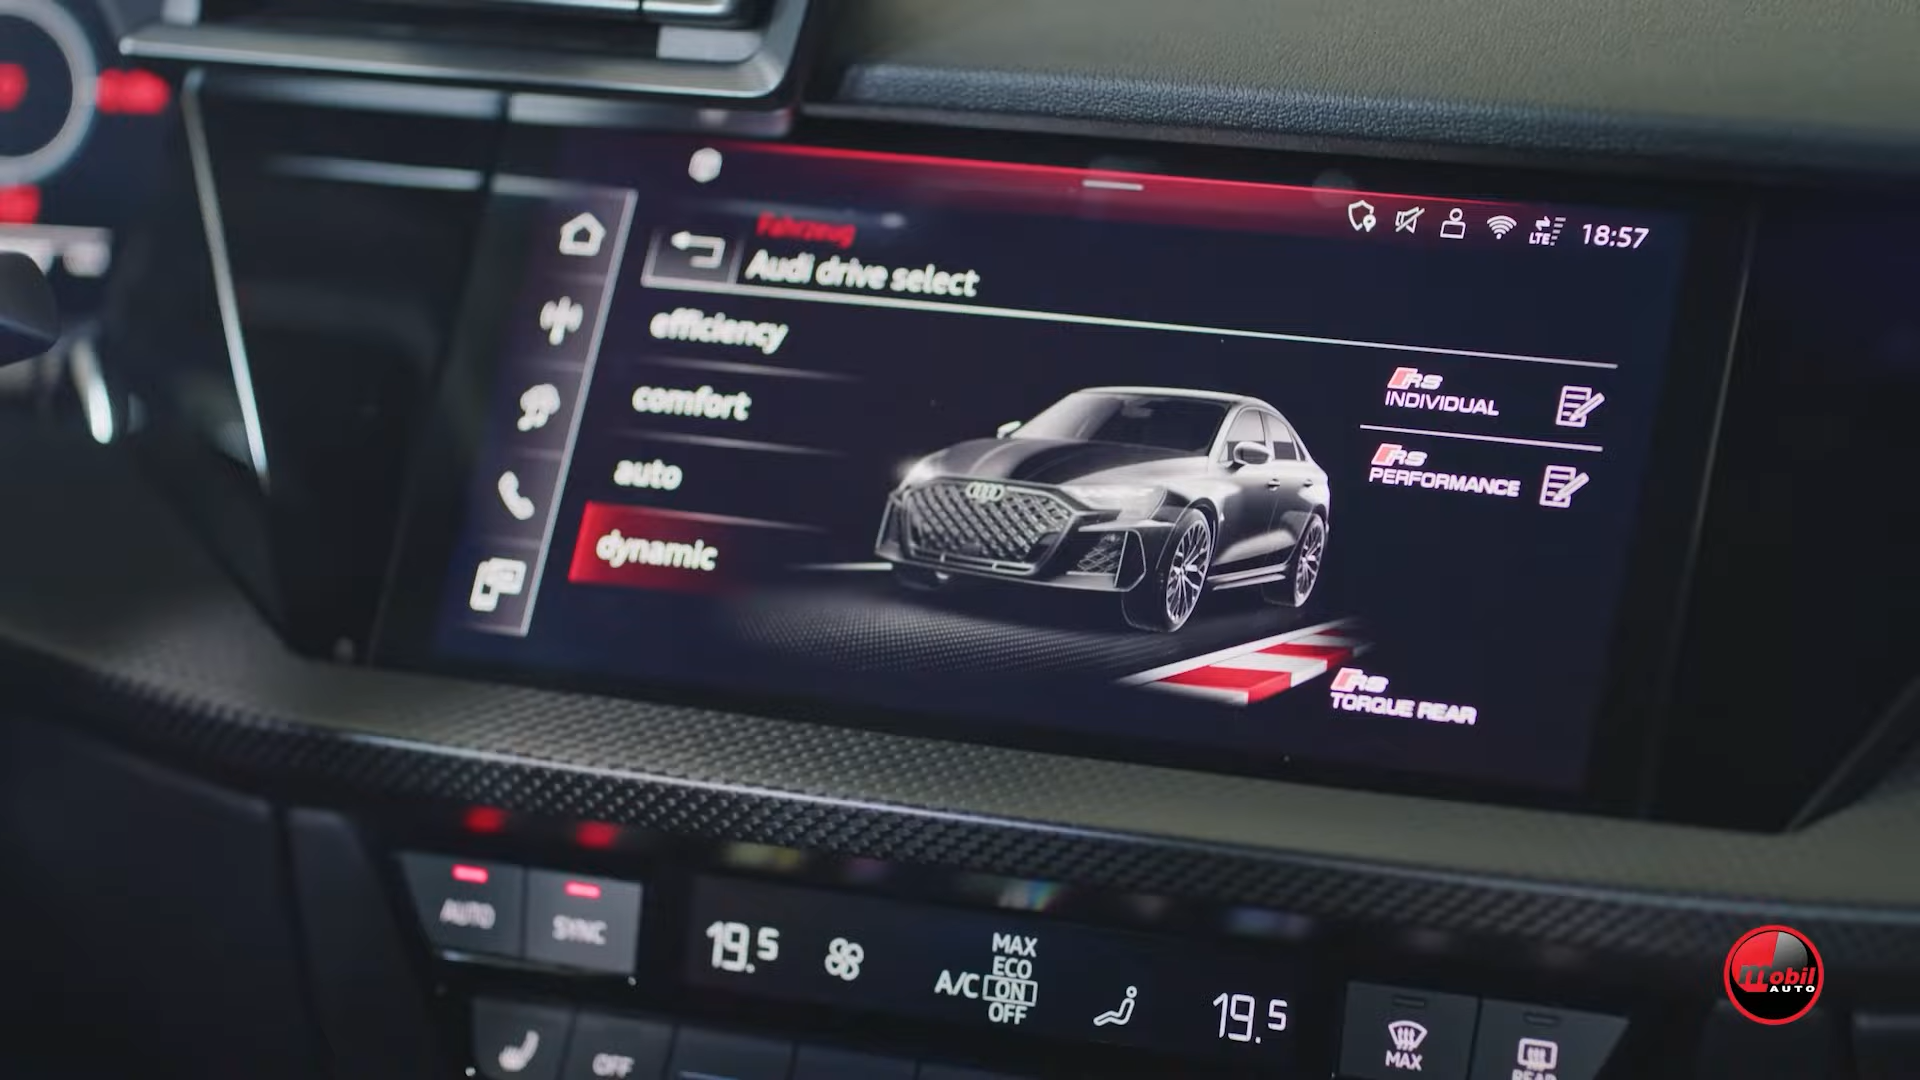 Fahrzeug
Audi drive select
18:57
LTE
efficiency
comfort
auto
dynamic
RS
INDIVIDUAL
RS
PERFORMANCE
RS
TORQUE REAR
AUTO
SYNC
19.5
A/C
MAX
ECO
ON
OFF
19.5
MAX
REAR
OFF
Mobil
AUTO